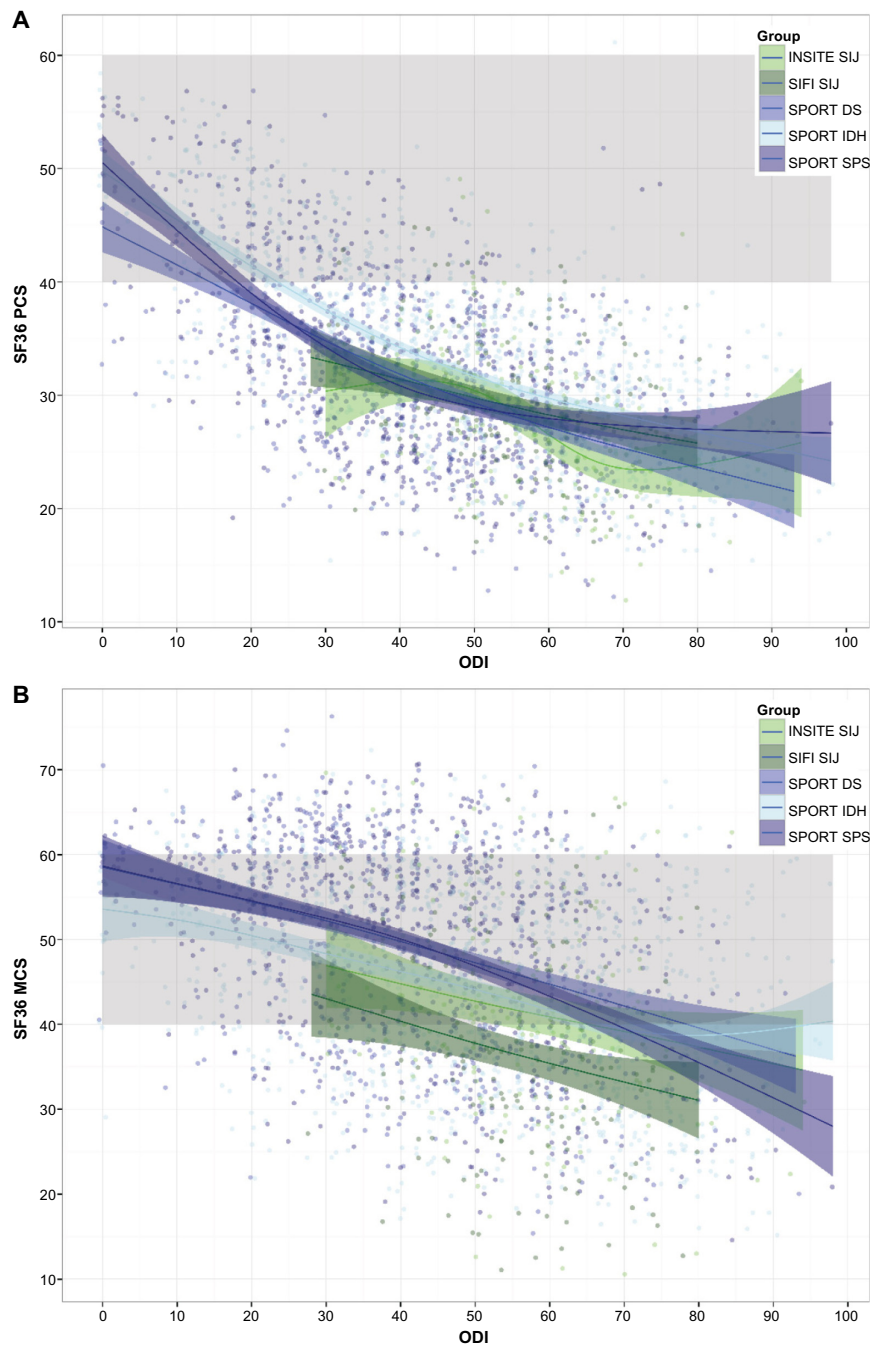 A
SF36 PCS
60
50
40
30
20
10
0 10 20 30 40 50 60 70 80 90 100
ODI
Group
INSITE SIJ
SIFI SIJ
SPORT DS
SPORT IDH
SPORT SPS
B
SF36 MCS
70
60
50
40
30
20
10
0 10 20 30 40 50 60 70 80 90 100
ODI
Group
INSITE SIJ
SIFI SIJ
SPORT DS
SPORT IDH
SPORT SPS